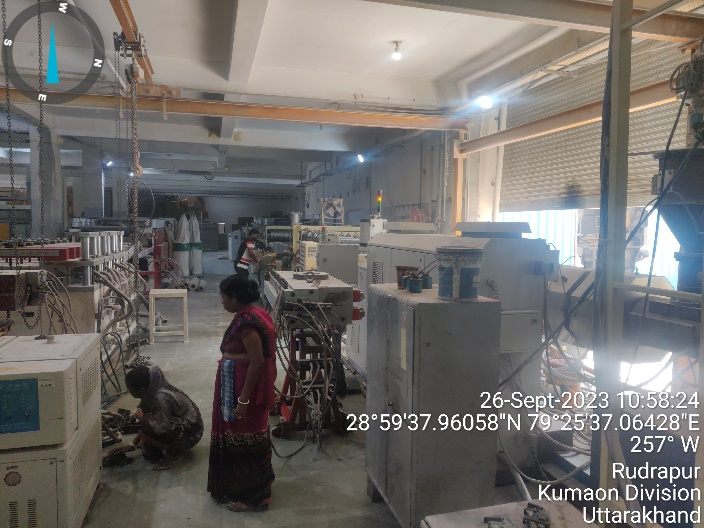 W
S
N
E
26-Sept-2023 10:58:24
28°59'37.96058"N 79°25'37.06428"E
257° W
Rudrapur
Kumaon Division
Uttarakhand